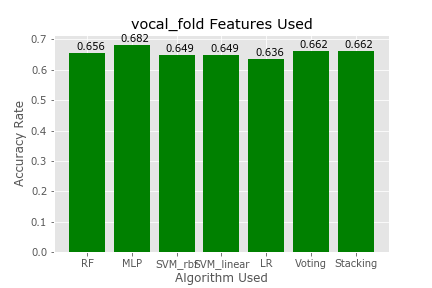 vocal_fold Features Used
0.7
0.6
0.5
0.4
0.3
0.2
0.1
0.0
Accuracy Rate
0.656
0.682
0.649
0.649
0.636
0.662
0.662
RF
MLP
SVM_rbf
SVM_linear
LR
Voting
Stacking
Algorithm Used